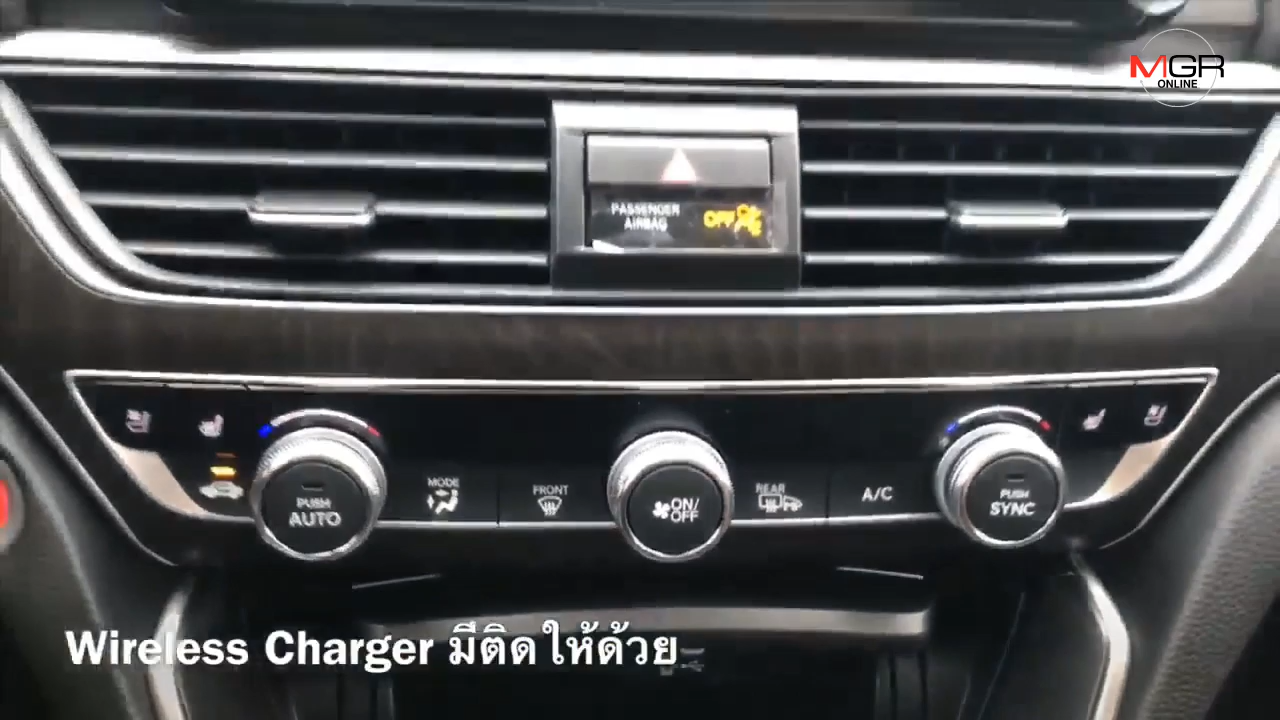 MGR
ONLINE
PASSENGER
AIRBAG
OFF
PUSH
AUTO
MODE
FRONT
ON/
OFF
REAR
A/C
PUSH
SYNC
Wireless Charger มีติดให้ด้วย